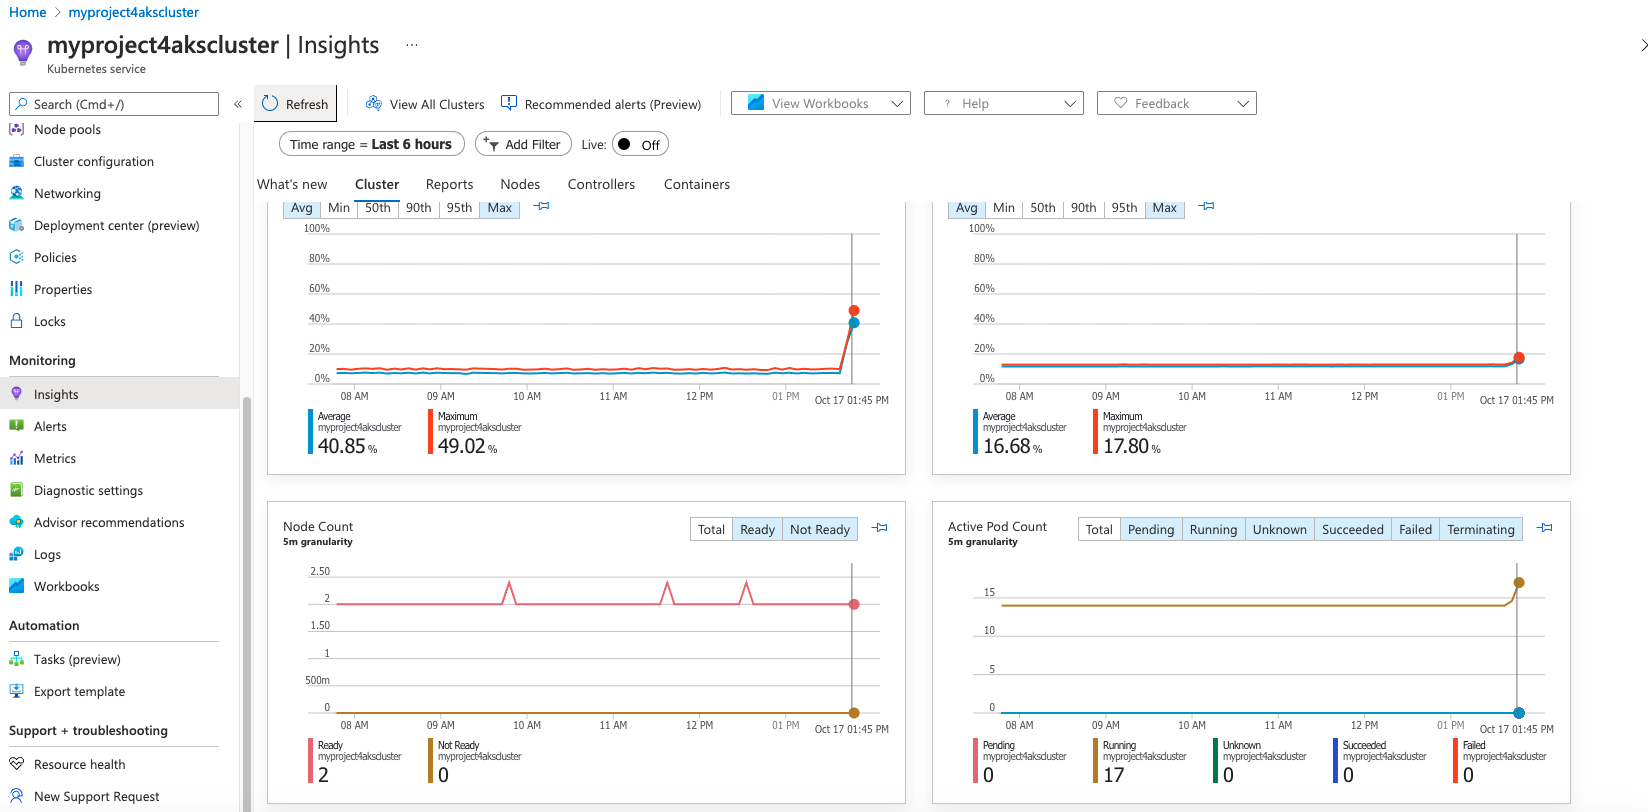 Home > myproject4akscluster
myproject4akscluster | Insights ...
Kubernetes service
Search (Cmd+/)
«
Node pools
Cluster configuration
Networking
Deployment center (preview)
Policies
Properties
Locks
Monitoring
Insights
Alerts
Metrics
Diagnostic settings
Advisor recommendations
Logs
Workbooks
Automation
Tasks (preview)
Export template
Support + troubleshooting
Resource health
New Support Request
Refresh View All Clusters Recommended alerts (Preview) View Workbooks ? Help Feedback
Time range = Last 6 hours Add Filter Live: Off
What's new Cluster Reports Nodes Controllers Containers
Avg Min 50th 90th 95th Max
100%
80%
60%
40%
20%
0%
08 AM 09 AM 10 AM 11 AM 12 PM 01 PM Oct 17 01:45 PM
Average Maximum
myproject4akscluster myproject4akscluster
40.85 % 49.02 %
Avg Min 50th 90th 95th Max
100%
80%
60%
40%
20%
0%
08 AM 09 AM 10 AM 11 AM 12 PM 01 PM Oct 17 01:45 PM
Average Maximum
myproject4akscluster myproject4akscluster
16.68 % 17.80 %
Node Count Total Ready Not Ready
5m granularity
2.50
2
1.50
1
500m
0
08 AM 09 AM 10 AM 11 AM 12 PM 01 PM Oct 17 01:45 PM
Ready Not Ready
myproject4akscluster myproject4akscluster
2 0
Active Pod Count Total Pending Running Unknown Succeeded Failed Terminating
5m granularity
15
10
5
0
08 AM 09 AM 10 AM 11 AM 12 PM 01 PM Oct 17 01:45 PM
Pending Running Unknown Succeeded Failed
myproject4akscluster myproject4akscluster myproject4akscluster myproject4akscluster myproject4akscluster
0 17 0 0 0